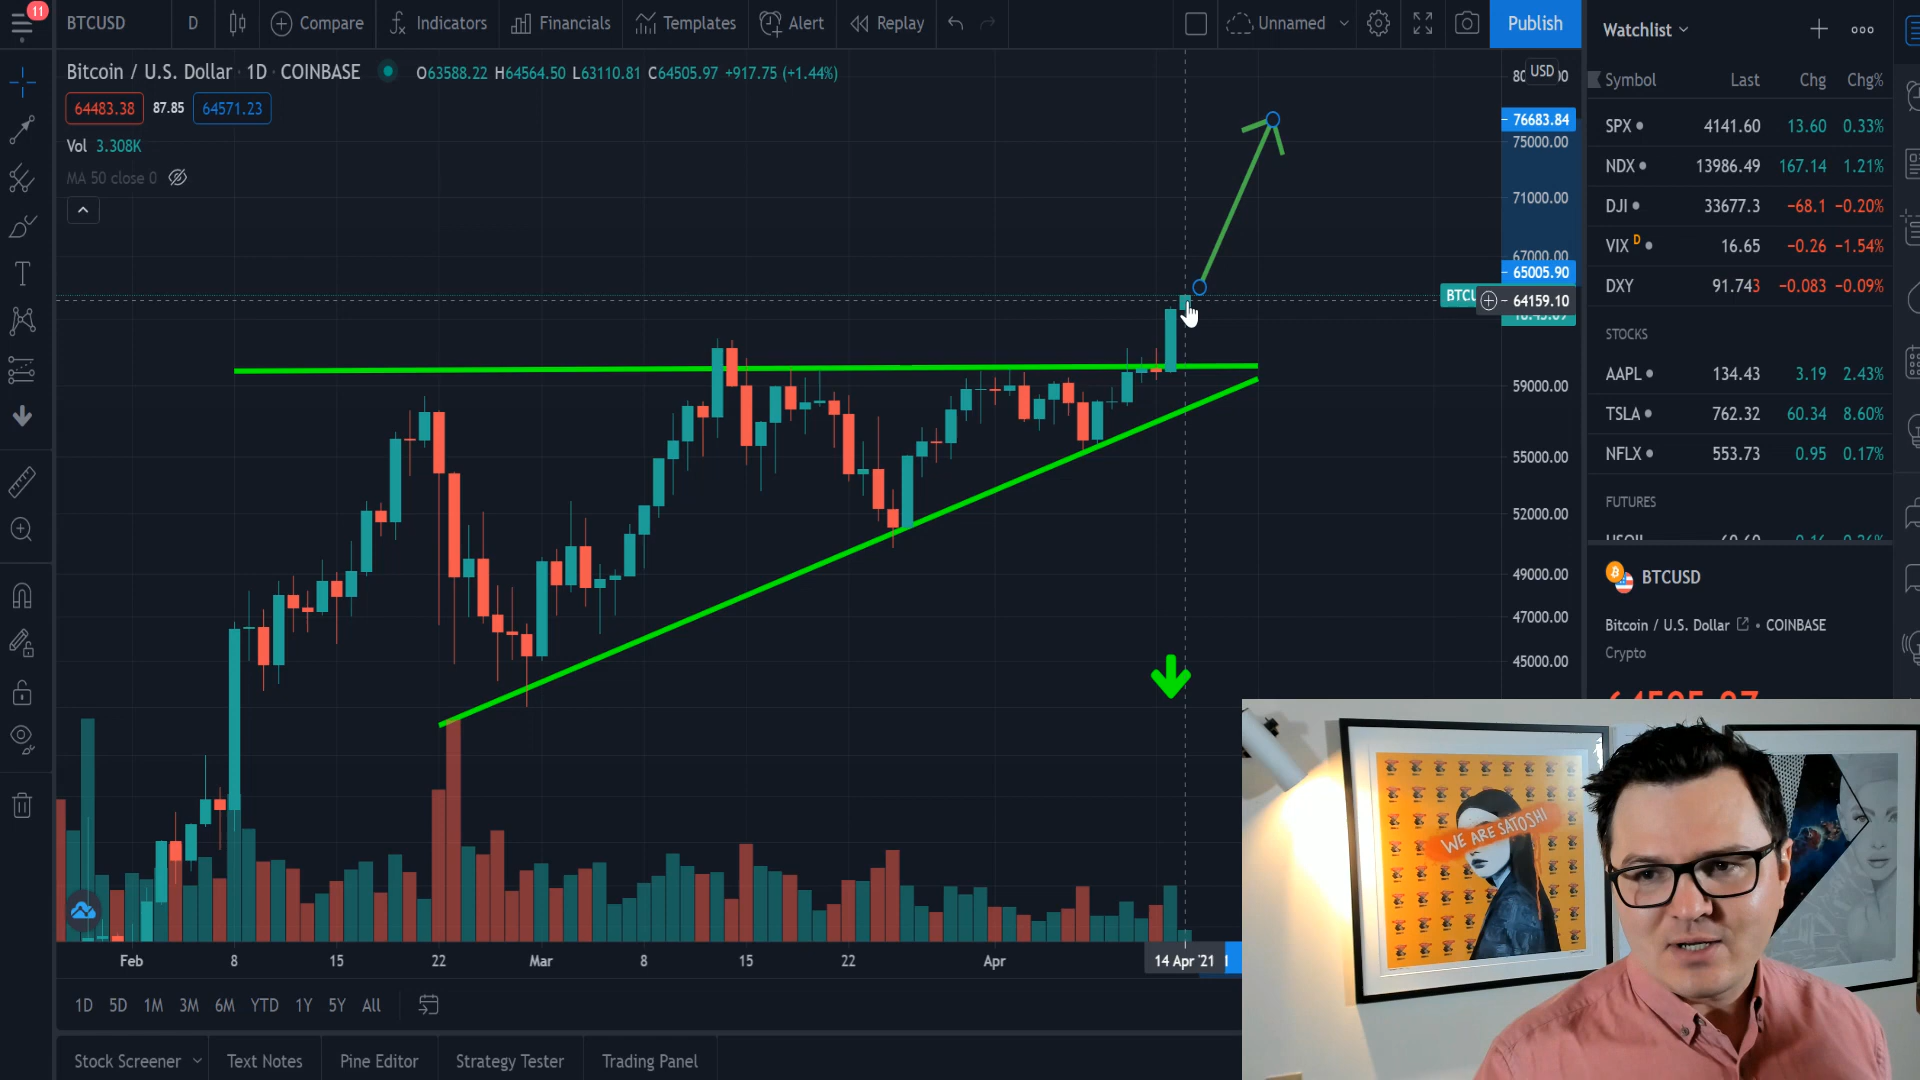 11
BTCUSD D Compare Indicators Financials Templates Alert Replay Unnamed Publish
Bitcoin / U.S. Dollar · 1D · COINBASE O63588.22 H64564.50 L63110.81 C64505.97 +917.75 (+1.44%)
64483.38 87.85 64571.23
Vol 3.308K
MA 50 close 0
USD
76683.84
75000.00
71000.00
67000.00
65005.90
64159.10
59000.00
55000.00
52000.00
49000.00
47000.00
45000.00
Feb 8 15 22 Mar 8 15 22 Apr 14 Apr '21
1D 5D 1M 3M 6M YTD 1Y 5Y All
Stock Screener Text Notes Pine Editor Strategy Tester Trading Panel
Watchlist
Symbol Last Chg Chg%
SPX 4141.60 13.60 0.33%
NDX 13986.49 167.14 1.21%
DJI 33677.3 −68.1 −0.20%
VIX D 16.65 −0.26 −1.54%
DXY 91.743 −0.083 −0.09%
STOCKS
AAPL 134.43 3.19 2.43%
TSLA 762.32 60.34 8.60%
NFLX 553.73 0.95 0.17%
FUTURES
BTCUSD
Bitcoin / U.S. Dollar • COINBASE
Crypto
WE ARE SATOSHI